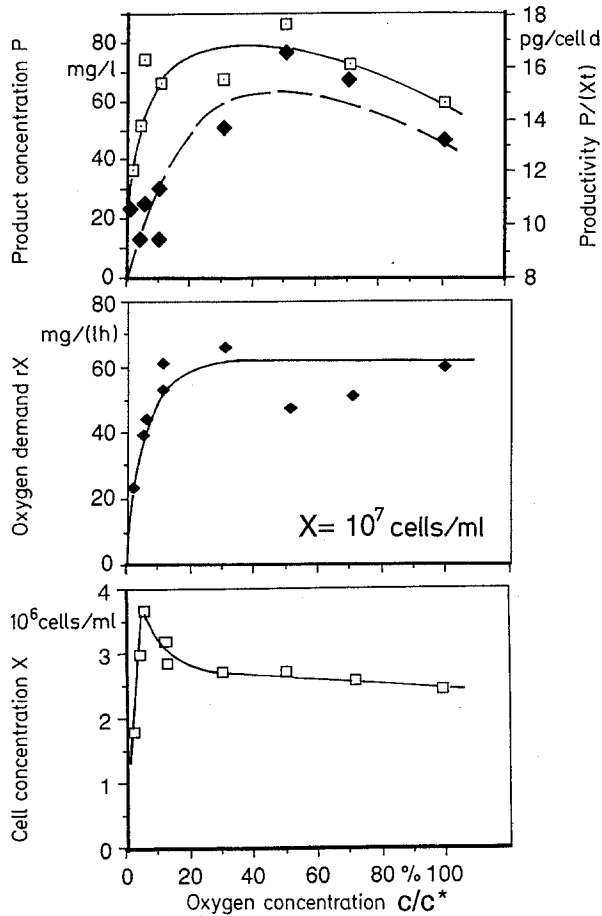 80
mg/l
60
40
20
0
Product concentration P
18
pg/cell d
16
14
12
10
8
Productivity P/(Xt)
80
mg/(lh)
60
40
20
0
Oxygen demand rX
X= 10⁷ cells/ml
4
10⁶cells/ml
3
2
1
0
Cell concentration X
0 20 40 60 80 % 100
Oxygen concentration c/c*